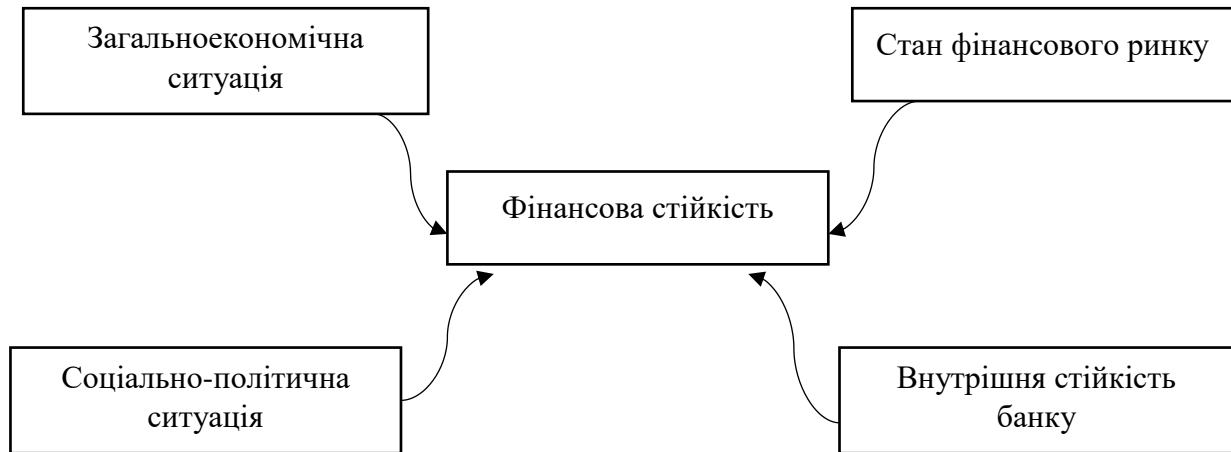 Загальноекономічна
ситуація
Стан фінансового ринку
Фінансова стійкість
Соціально-політична
ситуація
Внутрішня стійкість
банку